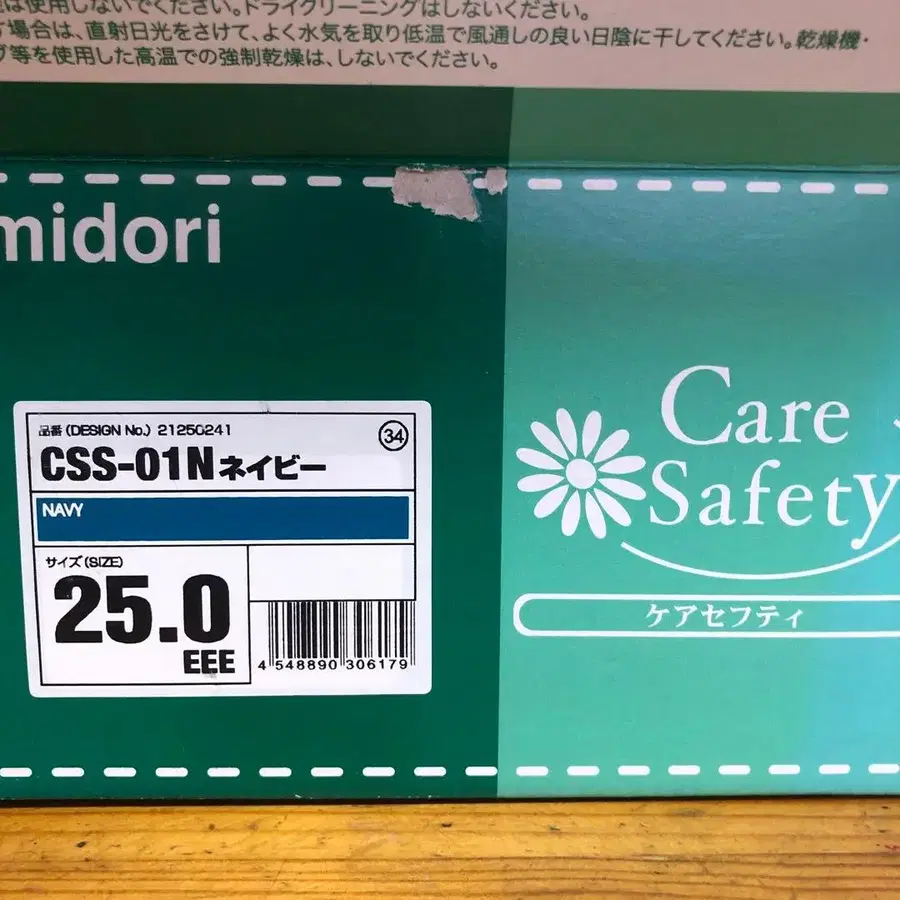 は使用しないでください。ドライクリーニングはしないください。
場合は、直射日光をさけて、よく水気を取り低温で風通しの良い日陰に干してください。乾燥機・
等を使用した高温での強制乾燥は、しないでください。
midori
品番(DESIGN No.) 21250241
34
CSS-01N ネイビー
NAVY
サイズ(SIZE)
25.0
EEE
4 548890 306179
Care
Safety
ケアセフティ